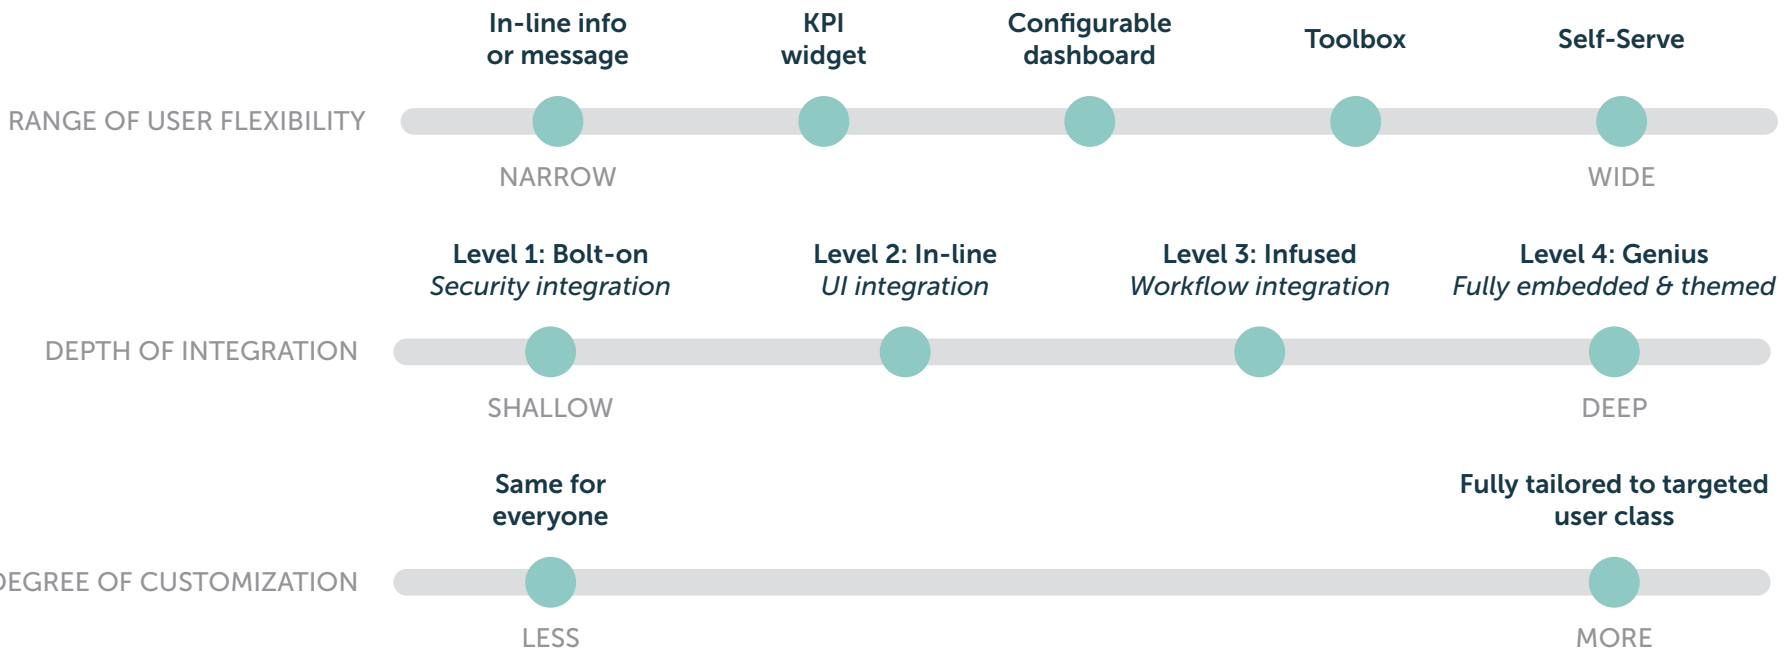 In-line info
or message
KPI
widget
Configurable
dashboard
Toolbox
Self-Serve
RANGE OF USER FLEXIBILITY
NARROW
WIDE
Level 1: Bolt-on
Security integration
Level 2: In-line
UI integration
Level 3: Infused
Workflow integration
Level 4: Genius
Fully embedded & themed
DEPTH OF INTEGRATION
SHALLOW
DEEP
Same for
everyone
Fully tailored to targeted
user class
DEGREE OF CUSTOMIZATION
LESS
MORE